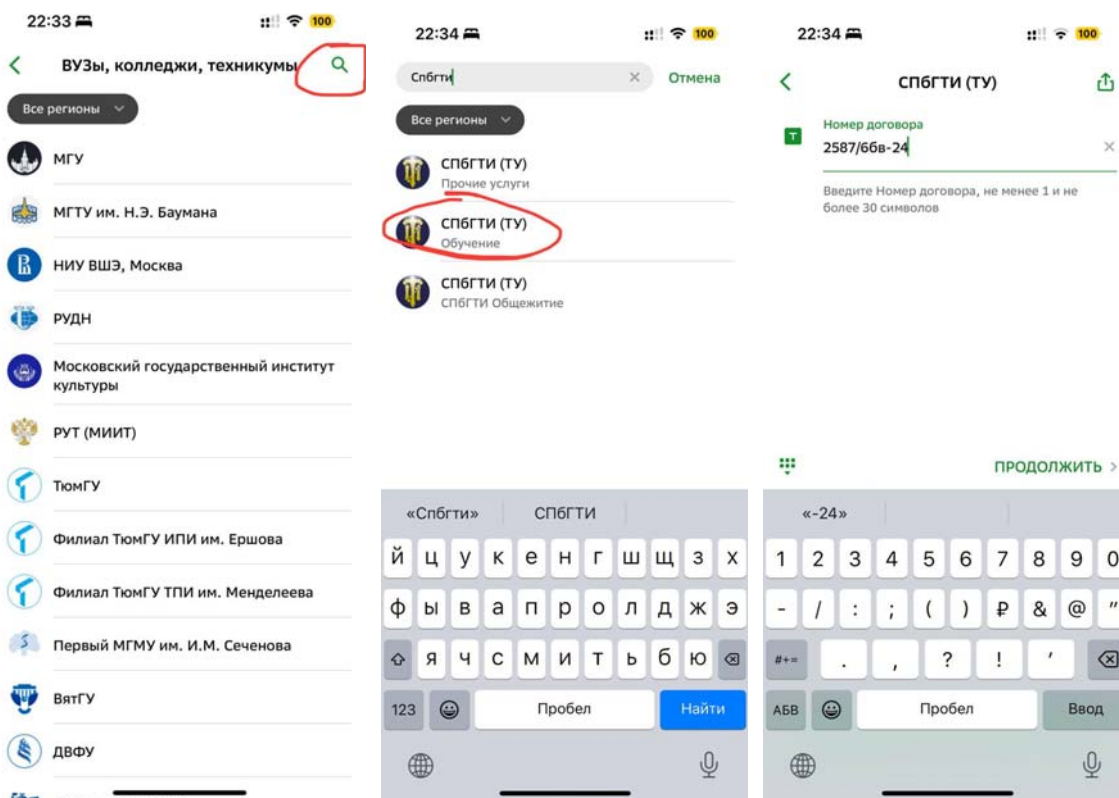 22:33
100
ВУЗы, колледжи, техникумы
Все регионы
МГУ
МГТУ им. Н.Э. Баумана
НИУ ВШЭ, Москва
РУДН
Московский государственный институт
культуры
РУТ (МИИТ)
ТюмГУ
Филиал ТюмГУ ИПИ им. Ершова
Филиал ТюмГУ ТПИ им. Менделеева
Первый МГМУ им. И.М. Сеченова
ВятГУ
ДВФУ
22:34
100
Спбгти
Отмена
Все регионы
СПбГТИ (ТУ)
Прочие услуги
СПбГТИ (ТУ)
Обучение
СПбГТИ (ТУ)
СПбГТИ Общежитие
«Спбгти» СПбГТИ
й ц у к е н г ш щ з х
ф ы в а п р о л д ж э
я ч с м и т ь б ю
123 Пробел Найти
22:34
100
СПбГТИ (ТУ)
Т
Номер договора
2587/6бв-24
Введите Номер договора, не менее 1 и не
более 30 символов
ПРОДОЛЖИТЬ >
«-24»
1 2 3 4 5 6 7 8 9 0
- / : ; ( ) ₽ & @ "
#+= . , ? ! '
АБВ Пробел Ввод